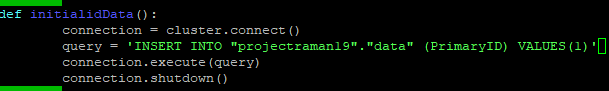 def initialidData():
        connection = cluster.connect()
        query = 'INSERT INTO "projectraman19"."data" (PrimaryID) VALUES(1)'
        connection.execute(query)
        connection.shutdown()